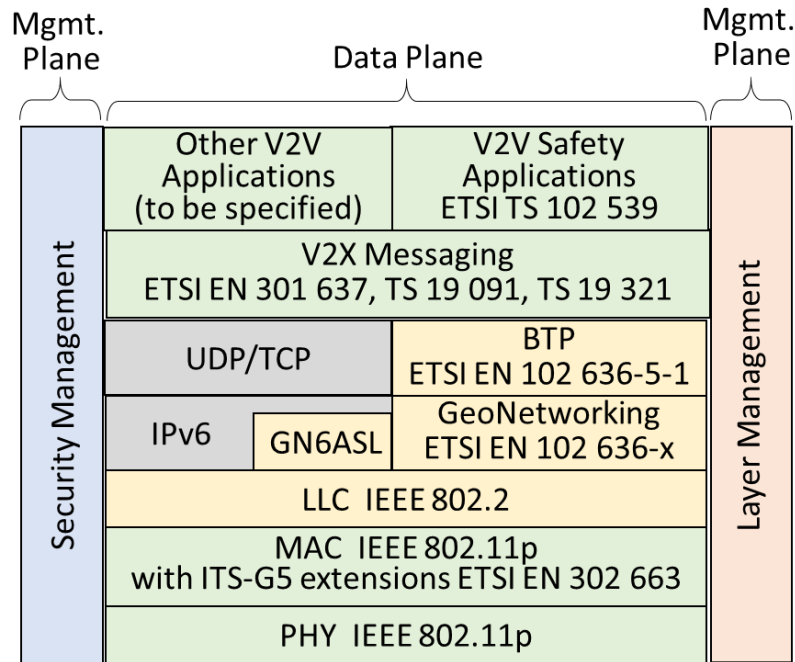 Mgmt.
Plane
Data Plane
Mgmt.
Plane
Security Management
Other V2V
Applications
(to be specified)
V2V Safety
Applications
ETSI TS 102 539
V2X Messaging
ETSI EN 301 637, TS 19 091, TS 19 321
UDP/TCP
BTP
ETSI EN 102 636-5-1
IPv6
GN6ASL
GeoNetworking
ETSI EN 102 636-x
LLC IEEE 802.2
MAC IEEE 802.11p
with ITS-G5 extensions ETSI EN 302 663
PHY IEEE 802.11p
Layer Management